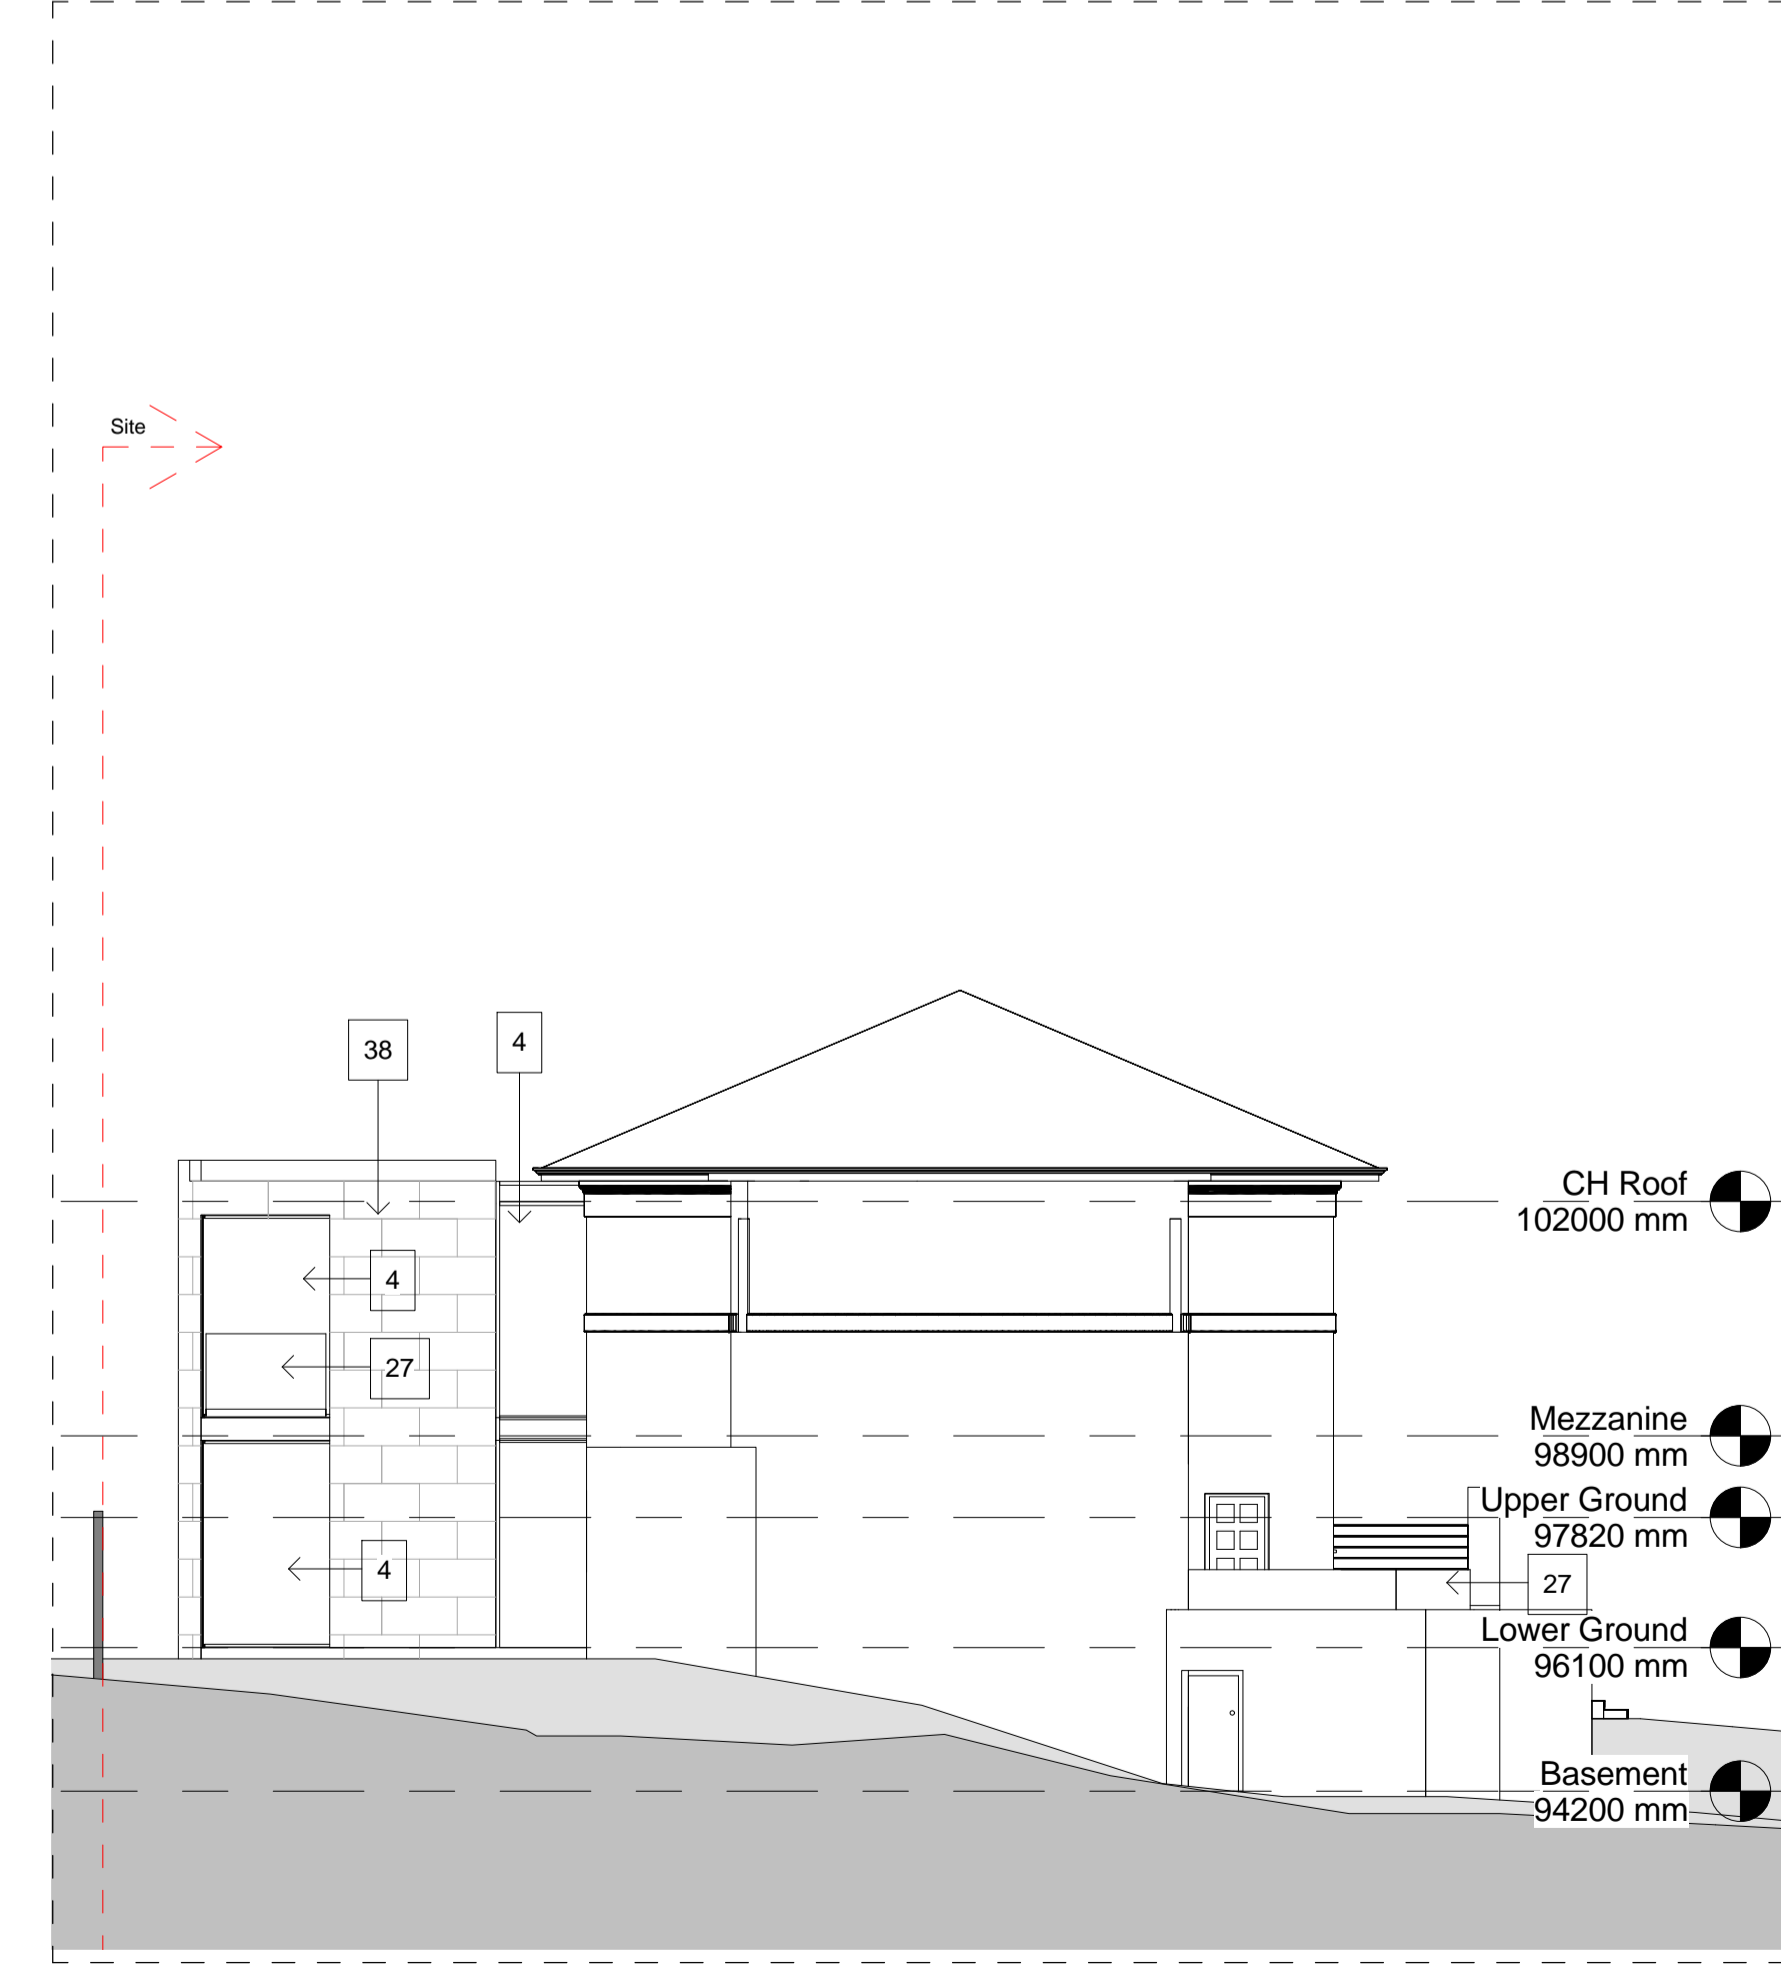 Site
38
4
CH Roof
102000 mm
4
27
Mezzanine
98900 mm
Upper Ground
97820 mm
4
27
Lower Ground
96100 mm
Basement
94200 mm